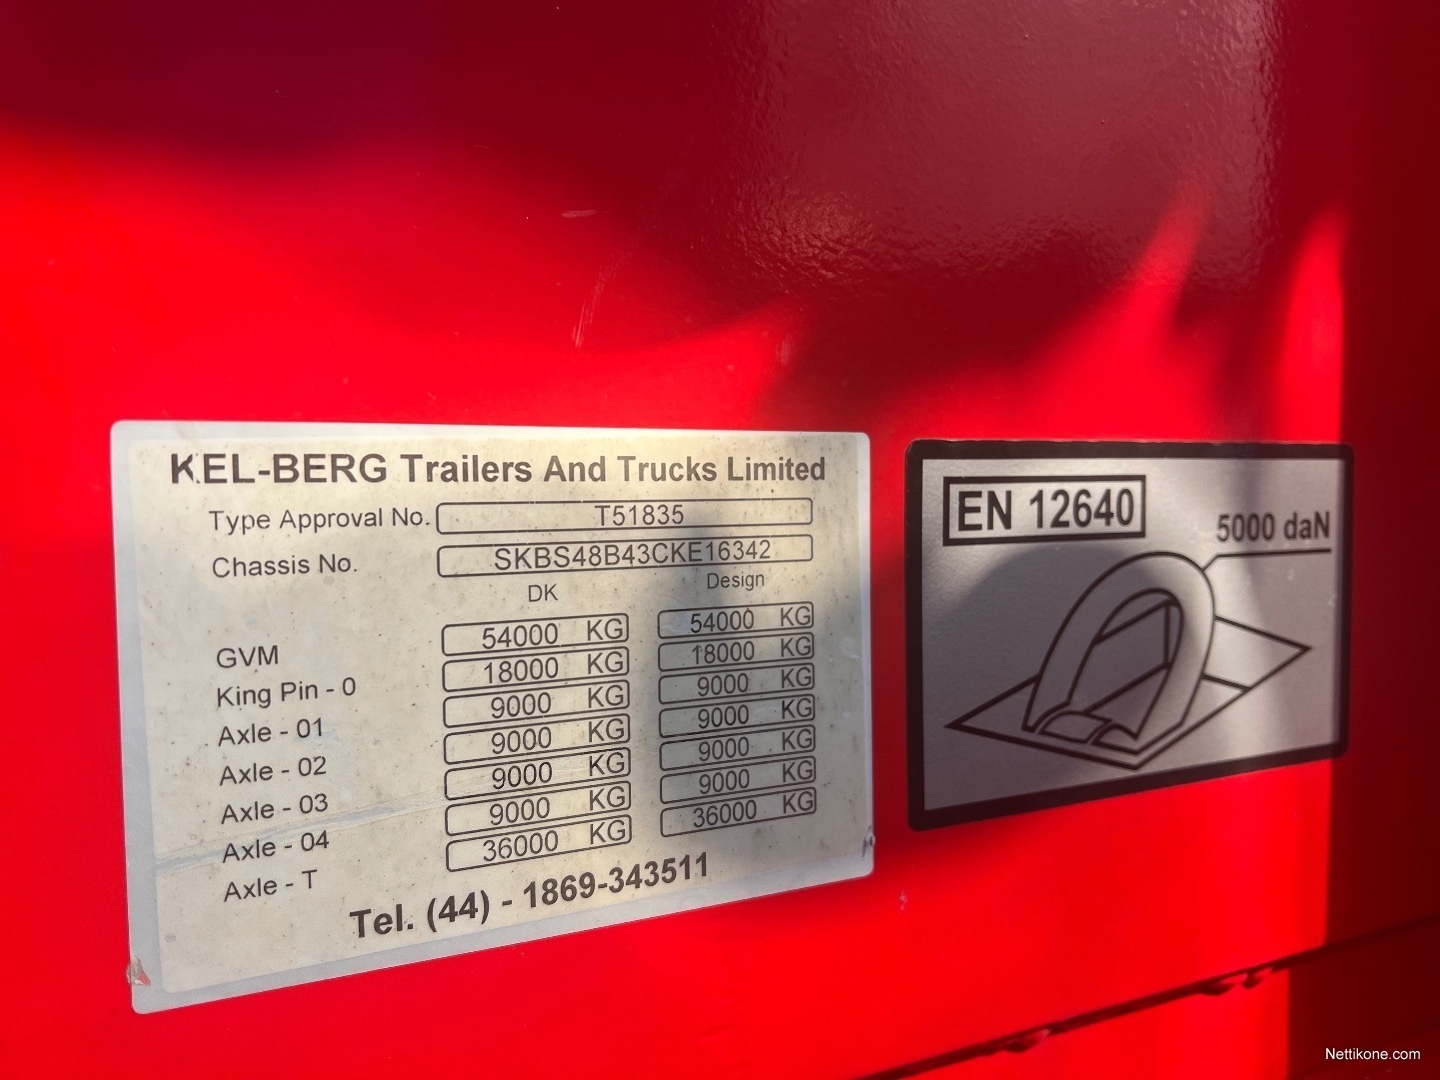 KEL-BERG Trailers And Trucks Limited
Type Approval No. T51835
Chassis No. SKBS48B43CKE16342
DK Design
GVM 54000 KG 54000 KG
King Pin - 0 18000 KG 18000 KG
Axle - 01 9000 KG 9000 KG
Axle - 02 9000 KG 9000 KG
Axle - 03 9000 KG 9000 KG
Axle - 04 9000 KG 9000 KG
Axle - T 36000 KG 36000 KG
Tel. (44) - 1869-343511
EN 12640
5000 daN
Nettikone.com